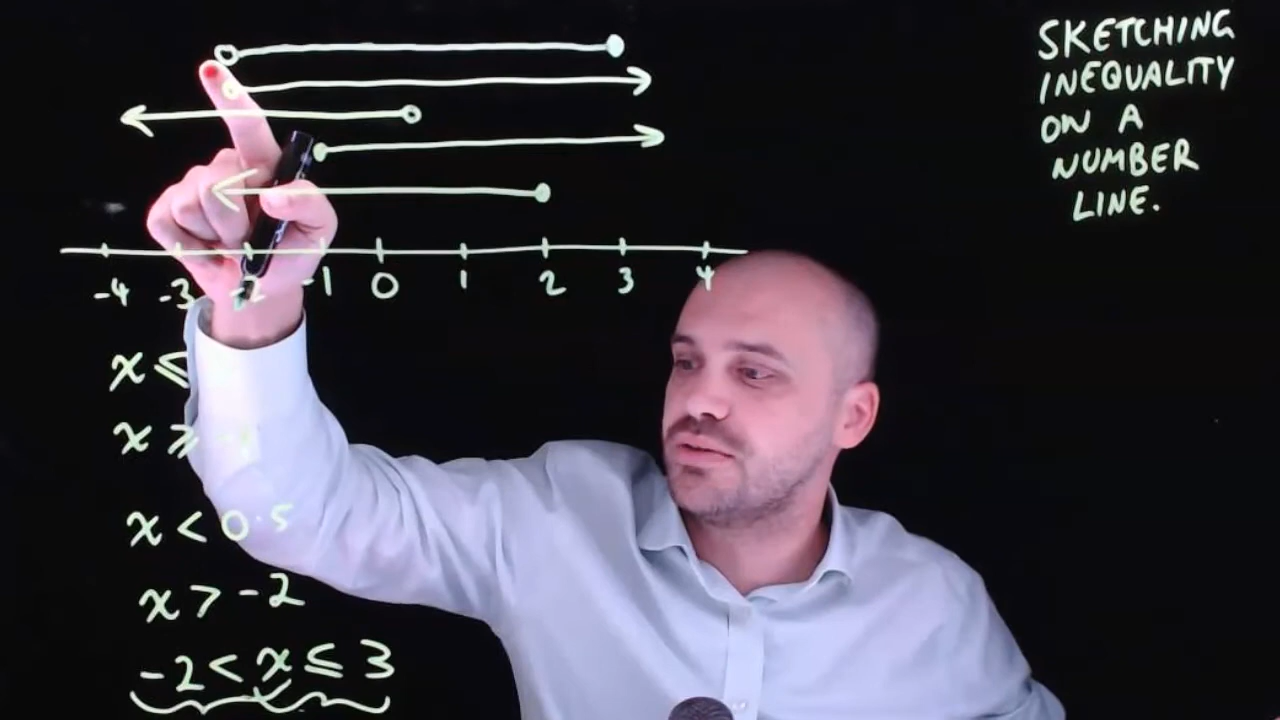 SKETCHING
INEQUALITY
ON A
NUMBER
LINE.
-4 -3 -2 -1 0 1 2 3 4
x ≤
x ≥
x < 0.5
x > -2
-2 < x ≤ 3